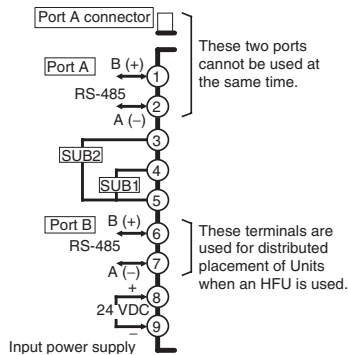 Port A connector
These two ports
cannot be used at
the same time.
Port A
B (+)
1
RS-485
2
A (−)
3
SUB2
4
SUB1
5
Port B
B (+)
6
RS-485
7
A (−)
These terminals are
used for distributed
placement of Units
when an HFU is used.
+
8
24 VDC
9
−
Input power supply